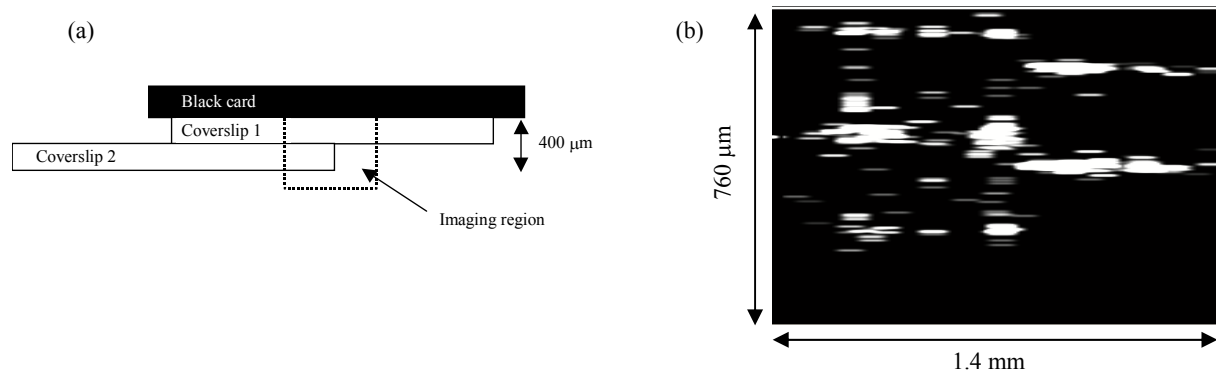 (a)
Black card
Coverslip 1
Coverslip 2
400 μm
Imaging region
(b)
760 μm
1.4 mm